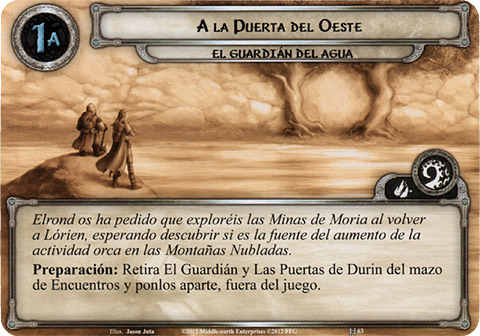 1A
A la Puerta del Oeste
El Guardián del Agua
Elrond os ha pedido que exploréis las Minas de Moria al volver
a Lórien, esperando descubrir si es la fuente del aumento de la
actividad orca en las Montañas Nubladas.
Preparación: Retira El Guardián y Las Puertas de Durin del mazo
de Encuentros y ponlos aparte, fuera del juego.
Illus. Jason Juta ©2012 Middle-earth Enterprises ©2012 FFG 63